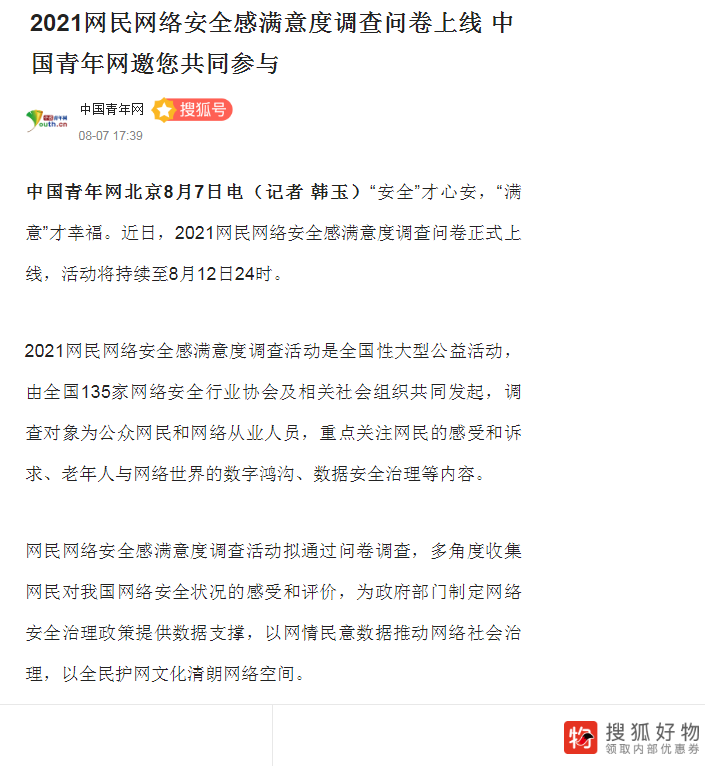 2021网民网络安全感满意度调查问卷上线 中
国青年网邀您共同参与
中国青年网
搜狐号
youth.cn
08-07 17:39
中国青年网北京8月7日电（记者 韩玉）“安全”才心安，“满
意”才幸福。近日，2021网民网络安全感满意度调查问卷正式上
线，活动将持续至8月12日24时。
2021网民网络安全感满意度调查活动是全国性大型公益活动，
由全国135家网络安全行业协会及相关社会组织共同发起，调
查对象为公众网民和网络从业人员，重点关注网民的感受和诉
求、老年人与网络世界的数字鸿沟、数据安全治理等内容。
网民网络安全感满意度调查活动拟通过问卷调查，多角度收集
网民对我国网络安全状况的感受和评价，为政府部门制定网络
安全治理政策提供数据支撑，以网情民意数据推动网络社会治
理，以全民护网文化清朗网络空间。
物
搜狐好物
领取内部优惠券